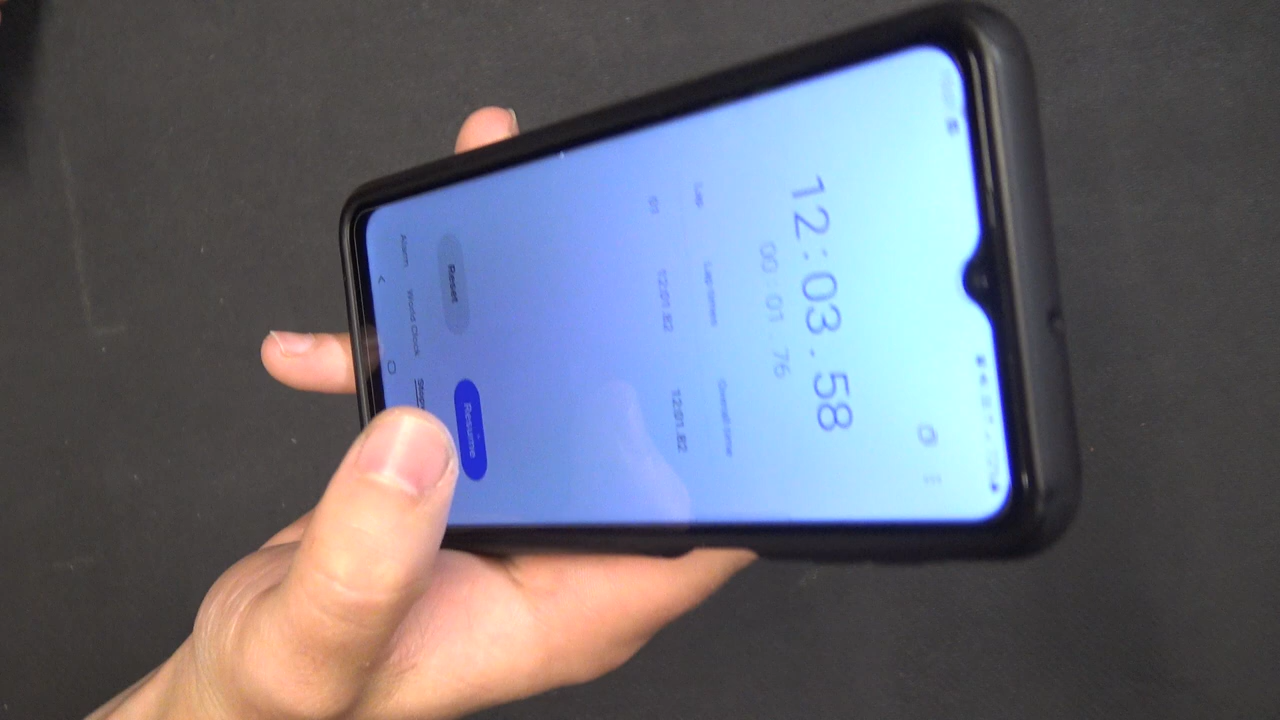 12:03.58
00:01.76
Lap Lap times Overall time
01 12:01.82 12:01.82
Reset Resume
Alarm World Clock